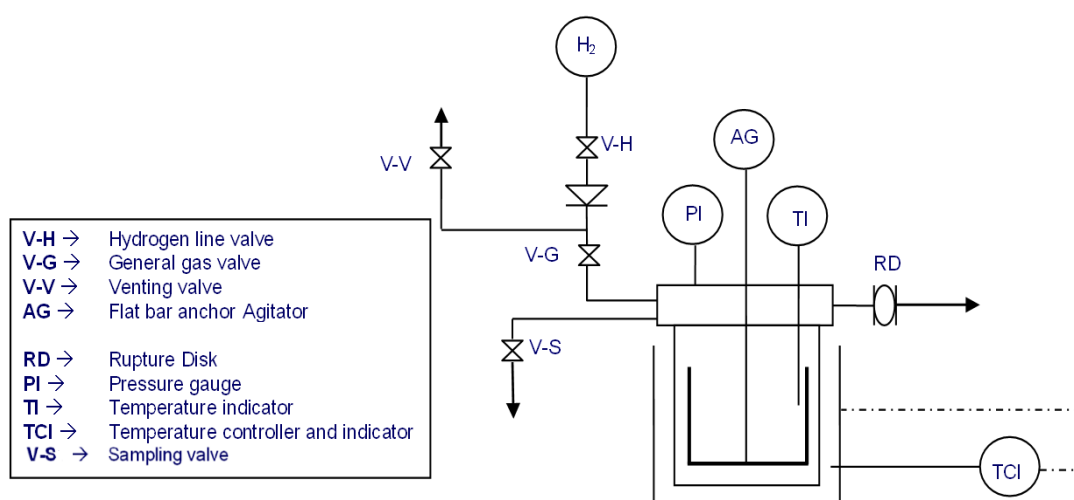 H₂
V-H
AG
V-V
PI
TI
V-G
RD
V-S
TCI
V-H → Hydrogen line valve
V-G → General gas valve
V-V → Venting valve
AG → Flat bar anchor Agitator
RD → Rupture Disk
PI → Pressure gauge
TI → Temperature indicator
TCI → Temperature controller and indicator
V-S → Sampling valve